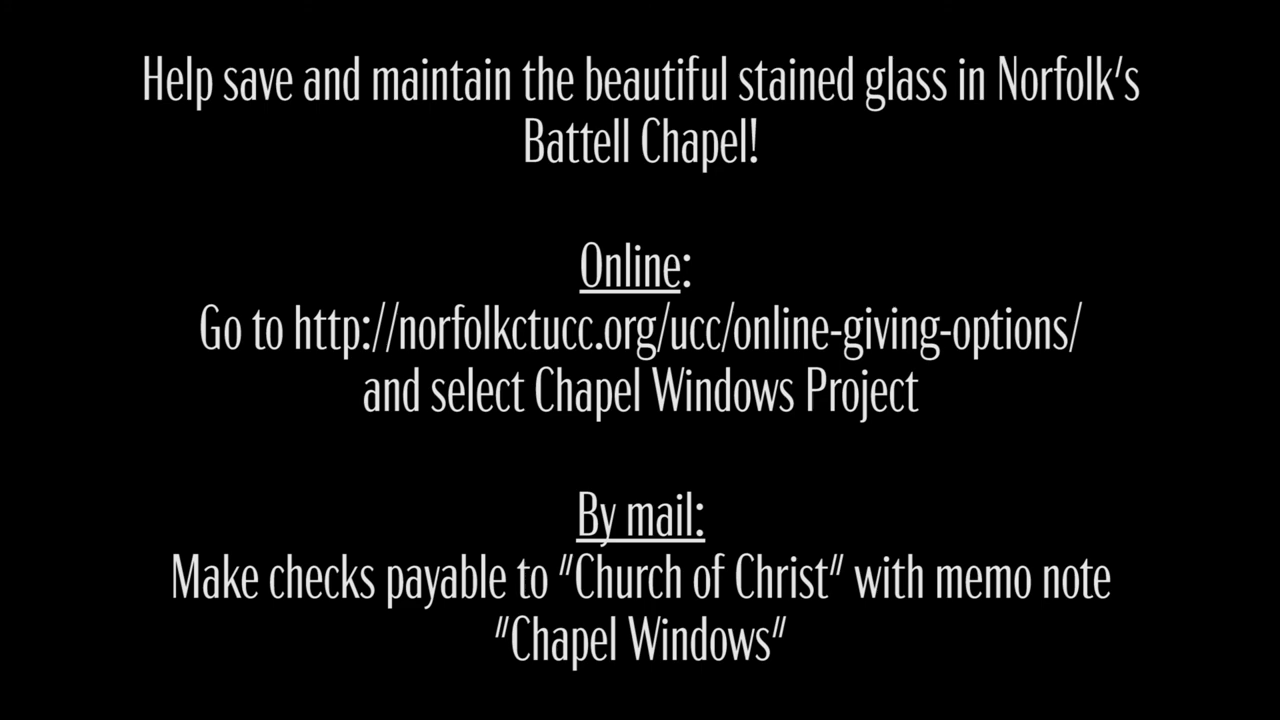 Help save and maintain the beautiful stained glass in Norfolk's
Battell Chapel!
Online:
Go to http://norfolkctucc.org/ucc/online-giving-options/
and select Chapel Windows Project
By mail:
Make checks payable to "Church of Christ" with memo note
"Chapel Windows"